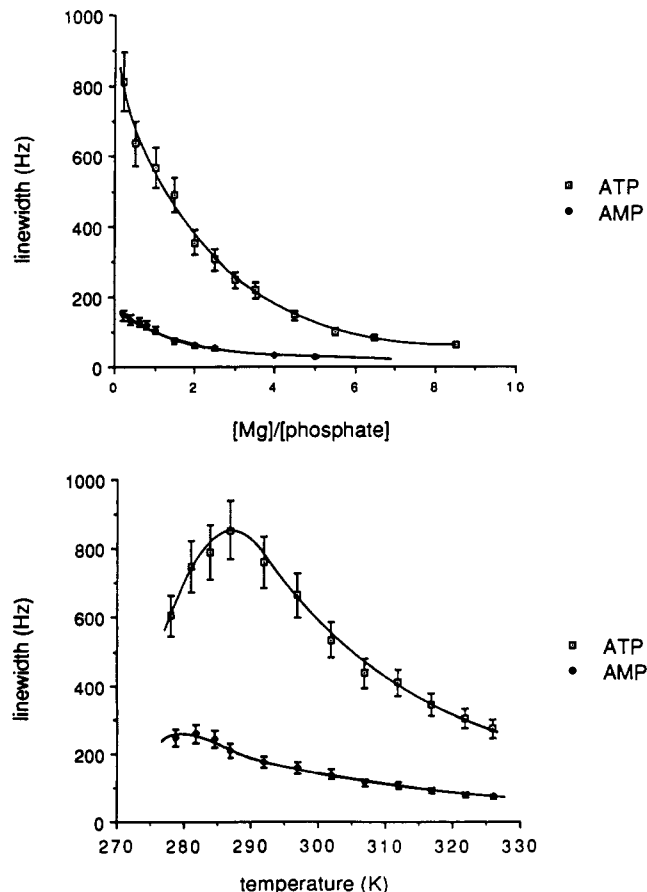 1000
800
600
400
200
0
linewidth (Hz)
0 2 4 6 8 10
[Mg]/[phosphate]
ATP
AMP
1000
800
600
400
200
0
linewidth (Hz)
270 280 290 300 310 320 330
temperature (K)
ATP
AMP